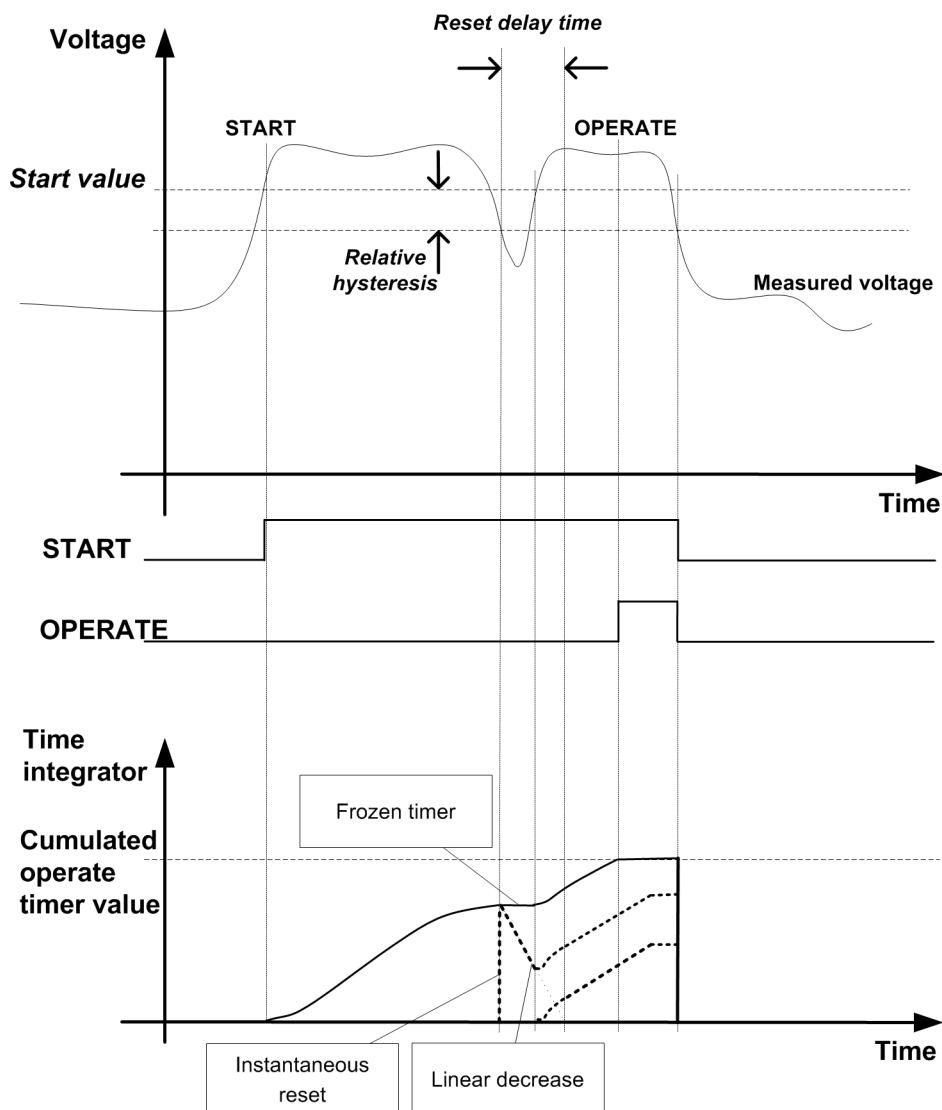 Reset delay time
Voltage
START
OPERATE
Start value
Relative
hysteresis
Measured voltage
Time
START
OPERATE
Time
integrator
Frozen timer
Cumulated
operate
timer value
Time
Instantaneous
reset
Linear decrease